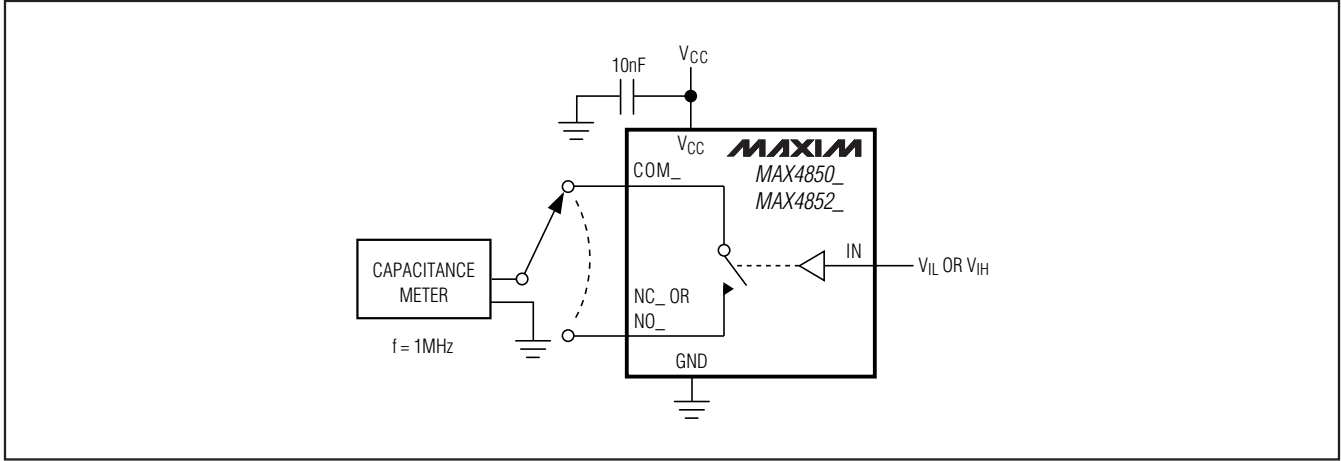 VCC
10nF
VCC
MAXIM
COM_
MAX4850_
MAX4852_
IN
VIL OR VIH
CAPACITANCE
METER
NC_ OR
NO_
f = 1MHz
GND